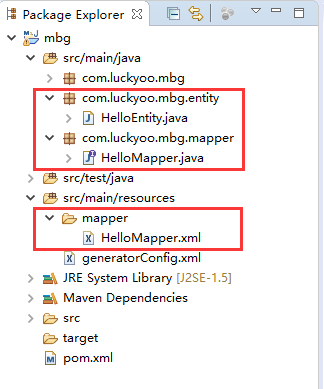 Package Explorer
mbg
src/main/java
com.luckyoo.mbg
com.luckyoo.mbg.entity
HelloEntity.java
com.luckyoo.mbg.mapper
HelloMapper.java
src/test/java
src/main/resources
mapper
HelloMapper.xml
generatorConfig.xml
JRE System Library [J2SE-1.5]
Maven Dependencies
src
target
pom.xml